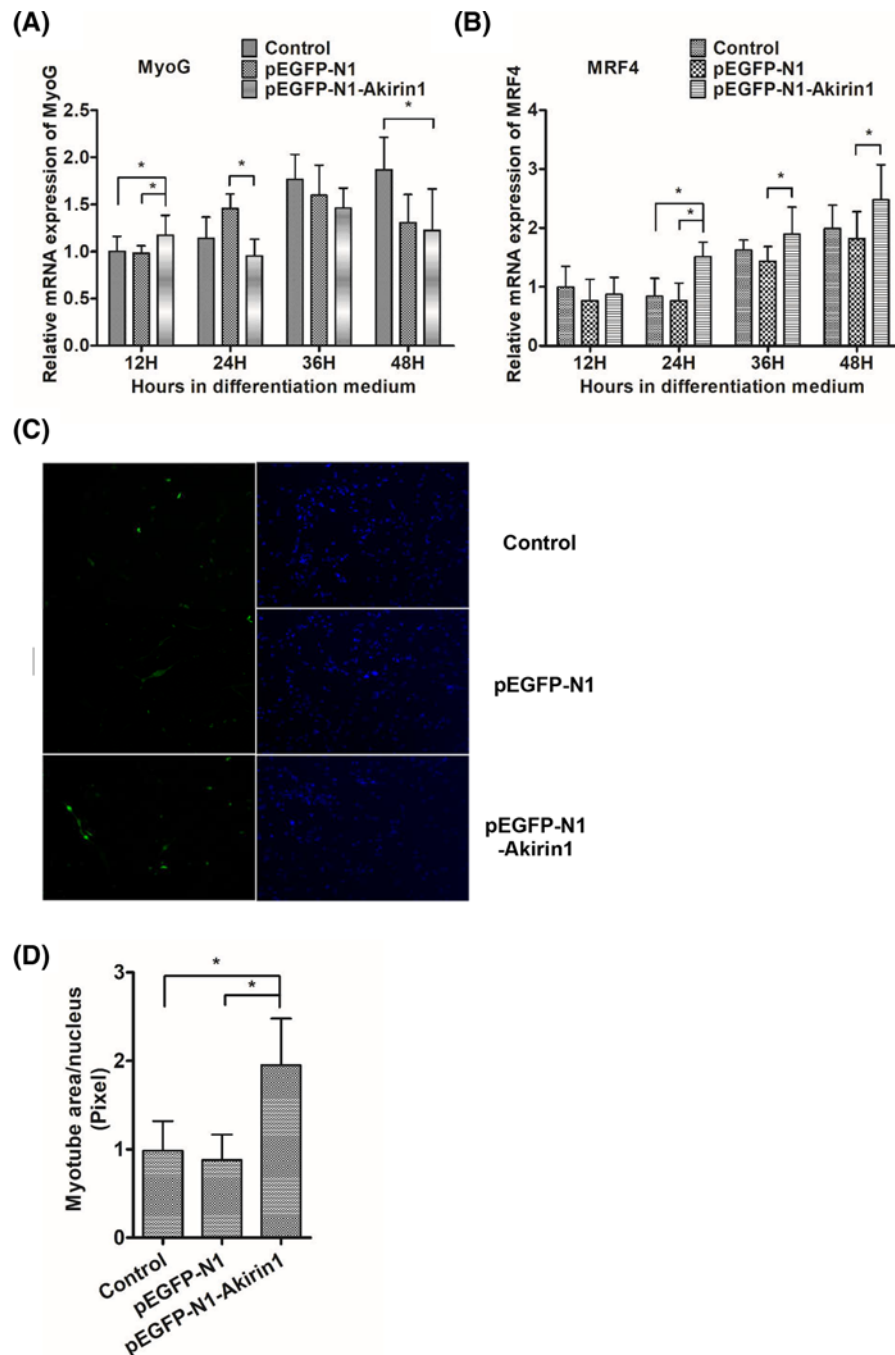 (A)
MyoG
Control
pEGFP-N1
pEGFP-N1-Akirin1
Relative mRNA expression of MyoG
2.5
2.0
1.5
1.0
0.5
0.0
*
*
*
*
12H
24H
36H
48H
Hours in differentiation medium
(B)
MRF4
Control
pEGFP-N1
pEGFP-N1-Akirin1
Relative mRNA expression of MRF4
4
3
2
1
0
*
*
*
*
12H
24H
36H
48H
Hours in differentiation medium
(C)
Control
pEGFP-N1
pEGFP-N1
-Akirin1
(D)
Myotube area/nucleus
(Pixel)
3
2
1
0
*
*
Control
pEGFP-N1
pEGFP-N1-Akirin1